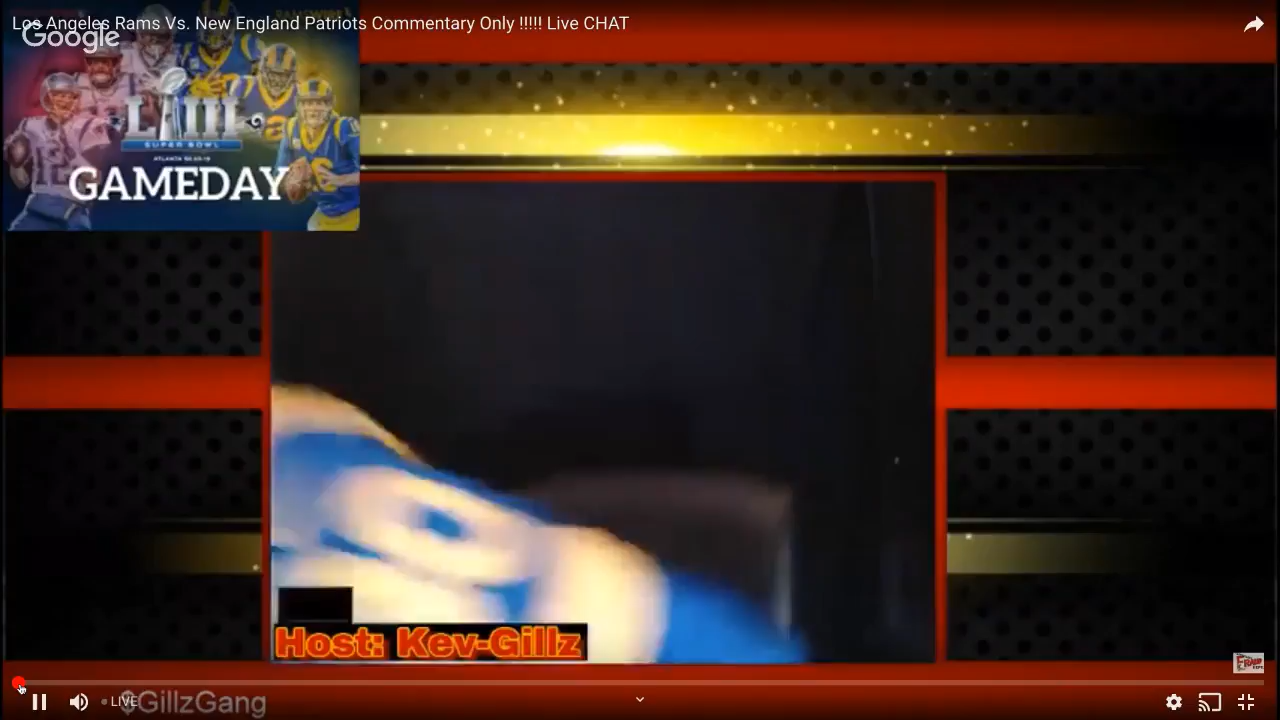 Los Angeles Rams Vs. New England Patriots Commentary Only !!!!! Live CHAT
Google
LIII
SUPER BOWL
GAMEDAY
Host: Kev-Gillz
LIVE
$GillzGang